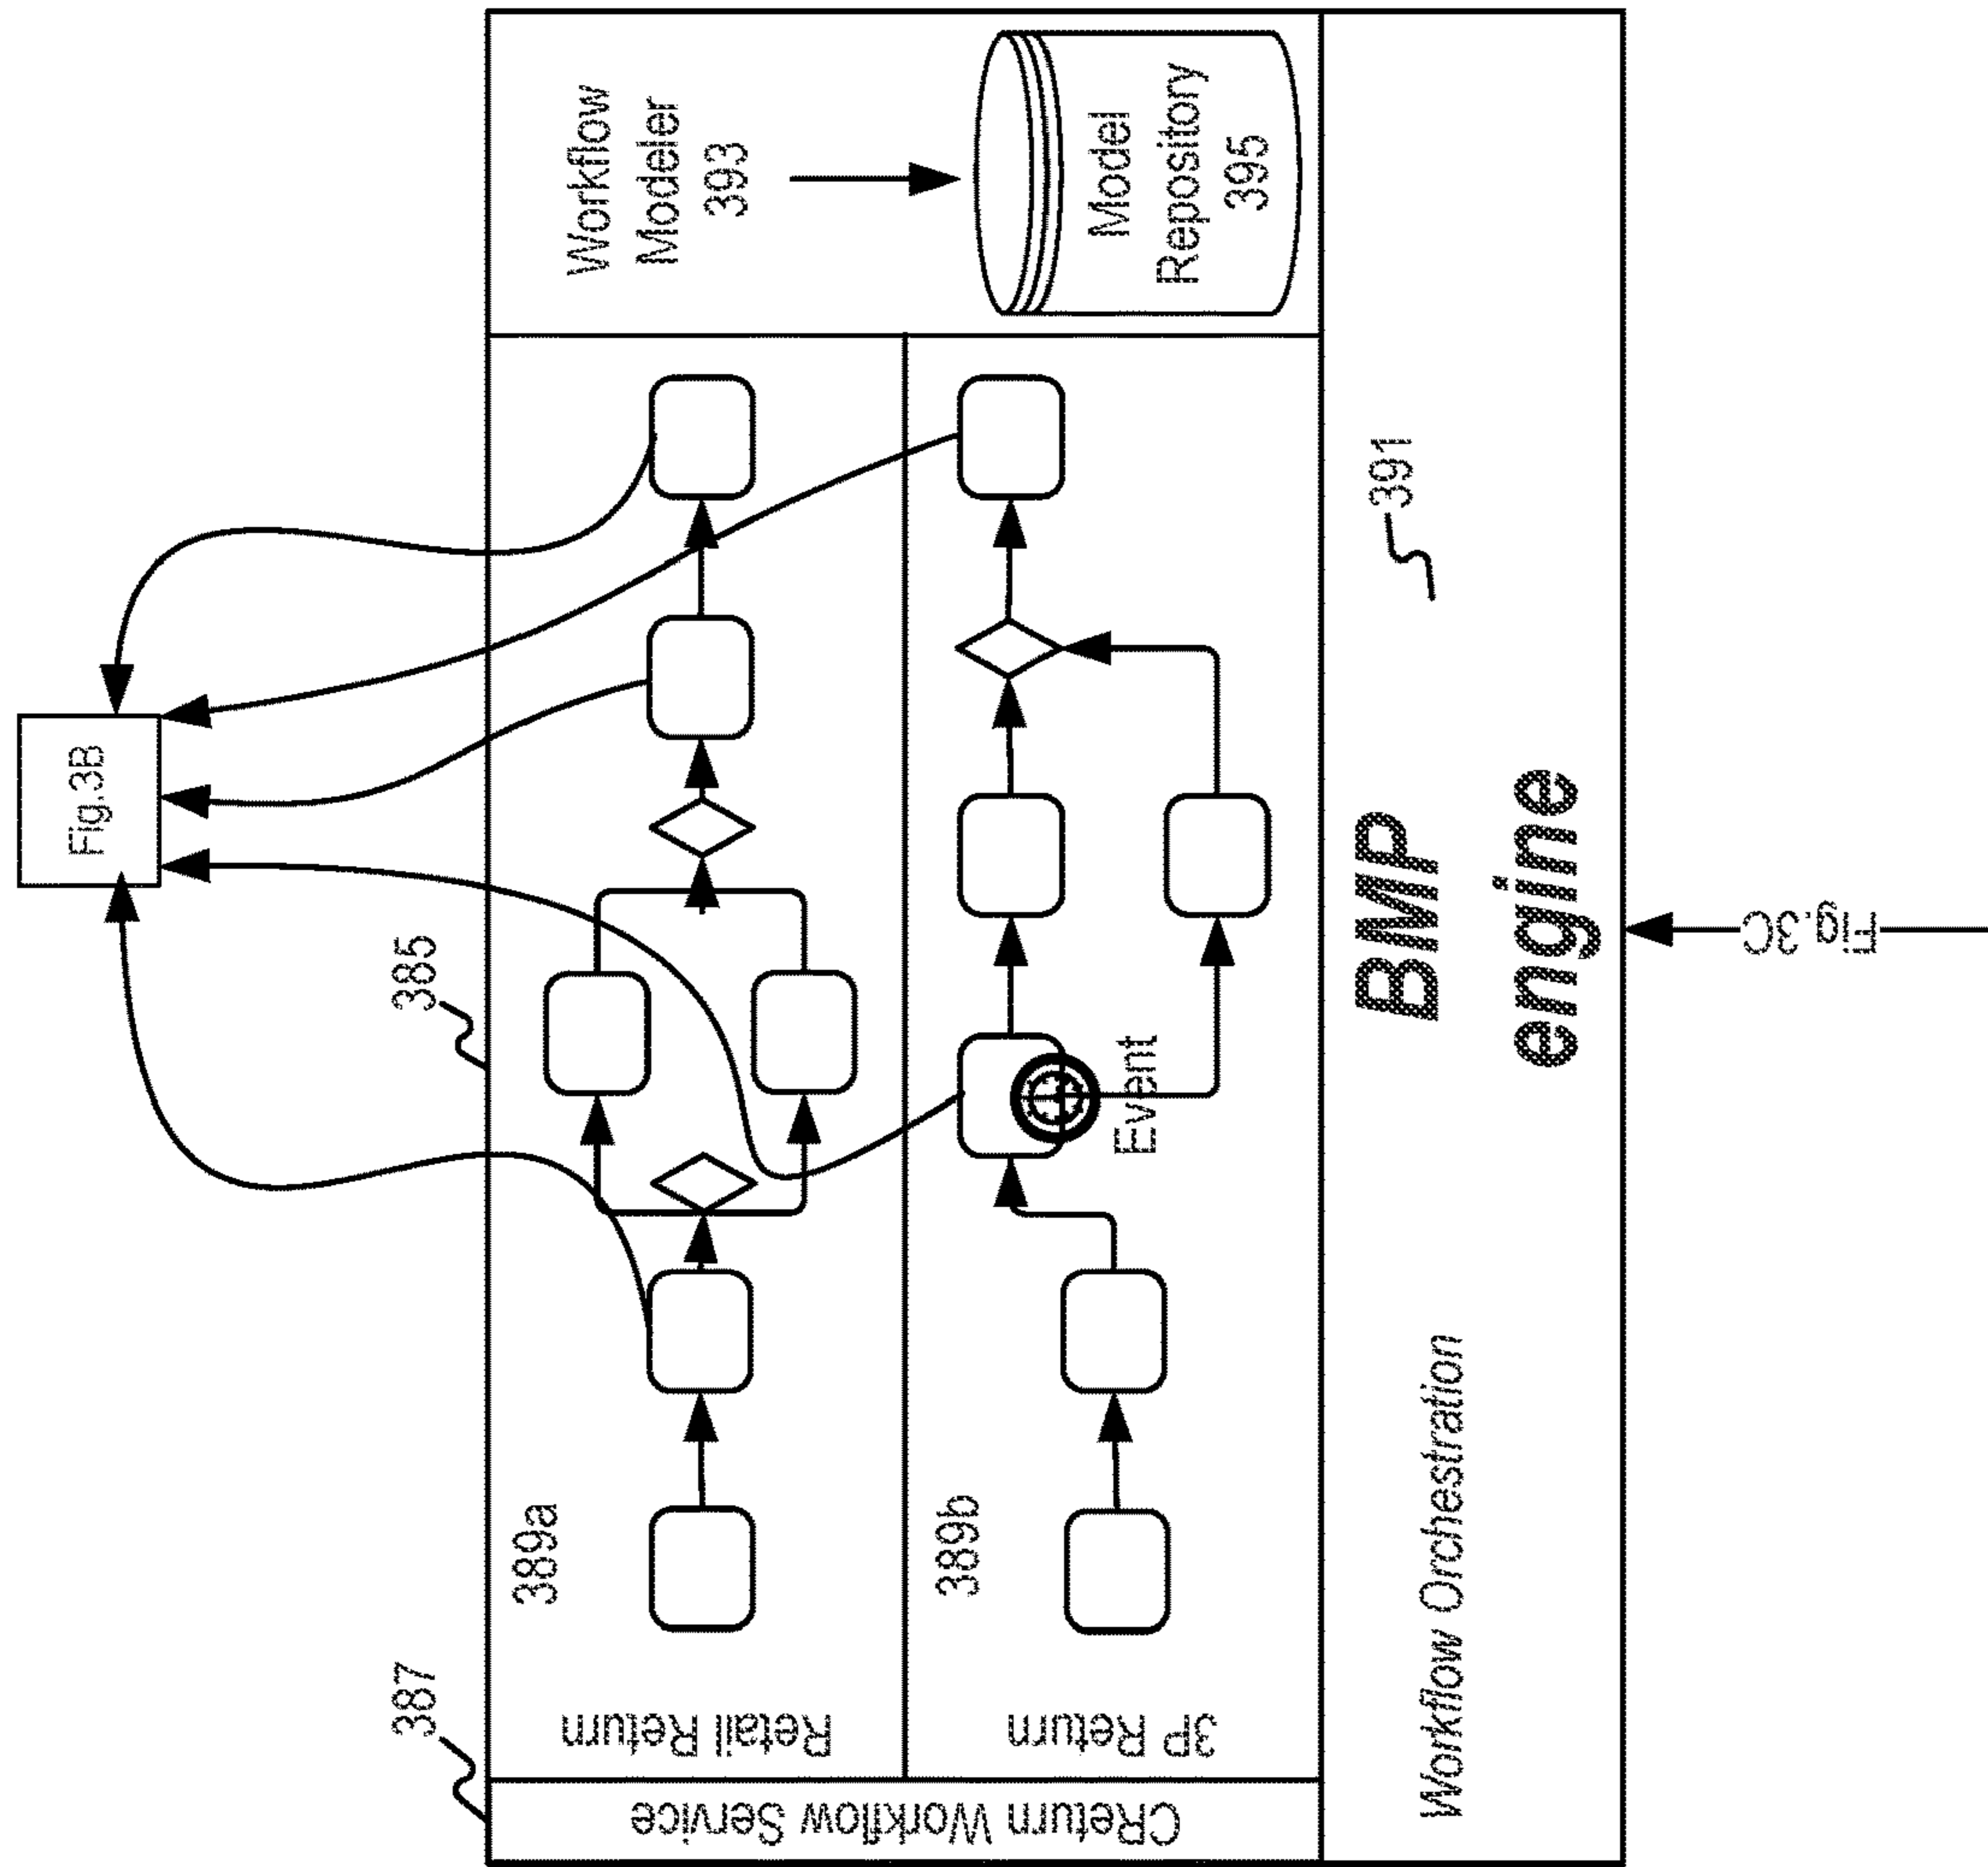 Fig.3B
387
385
CReturn Workflow Service
Retail Return
389a
Workflow
Modeler
393
3P Return
389b
Event
Model
Repository
395
Workflow Orchestration
BMP
engine
391
Fig.3C